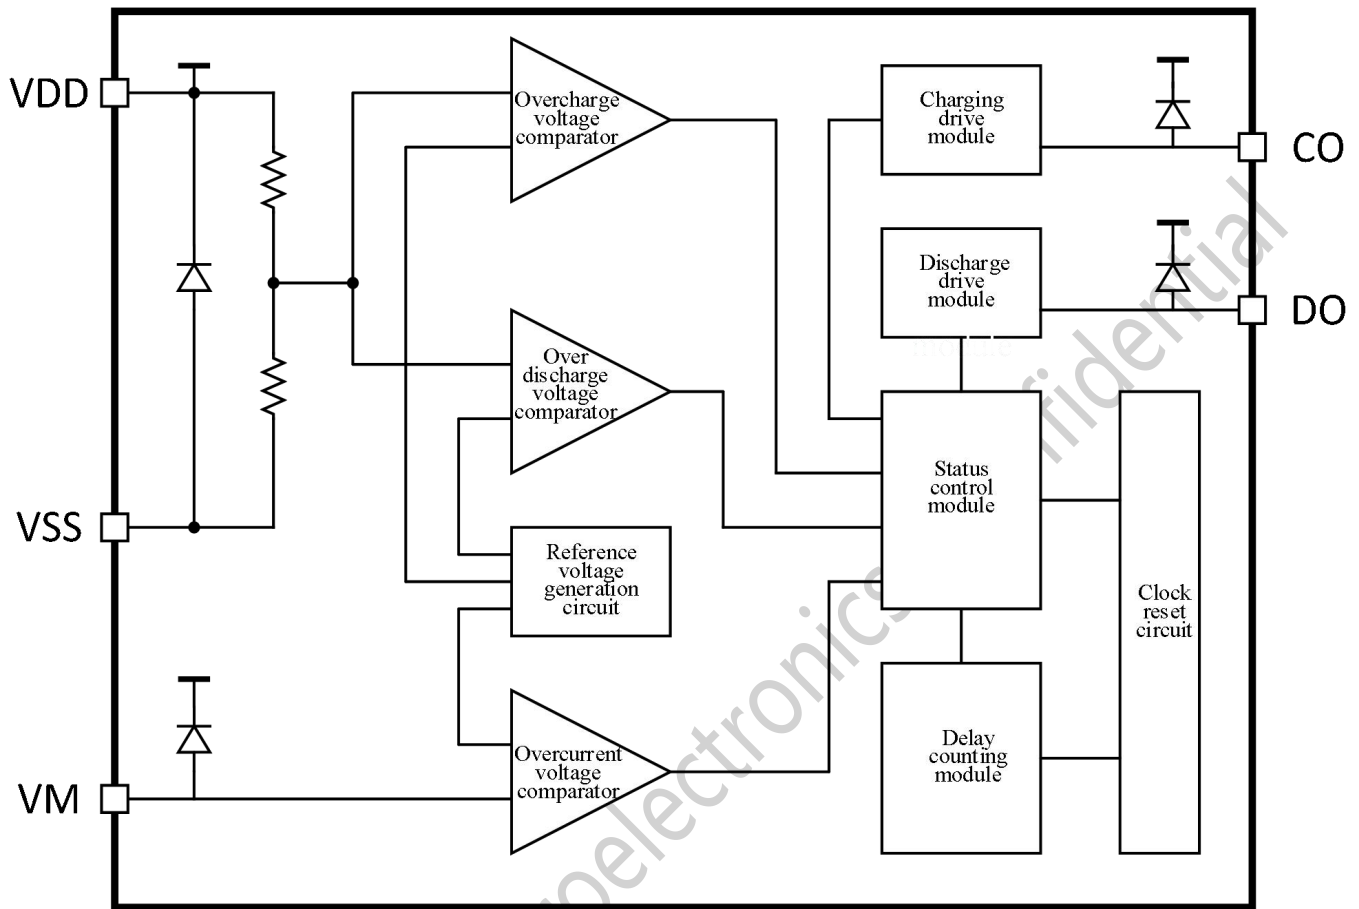 VDD
VSS
VM
CO
DO
Overcharge
voltage
comparator
Over
discharge
voltage
comparator
Reference
voltage
generation
circuit
Overcurrent
voltage
comparator
Charging
drive
module
Discharge
drive
module
Status
control
module
Delay
counting
module
Clock
reset
circuit